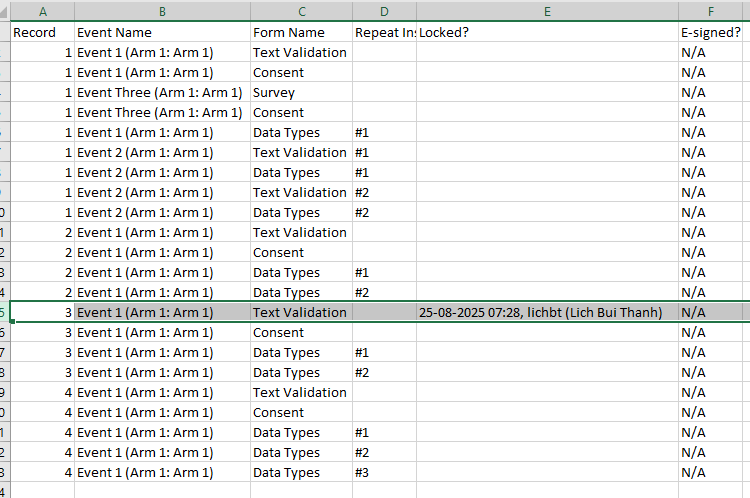 A B C D E F
Record Event Name Form Name Repeat Ins Locked? E-signed?
1 Event 1 (Arm 1: Arm 1) Text Validation N/A
1 Event 1 (Arm 1: Arm 1) Consent N/A
1 Event Three (Arm 1: Arm 1) Survey N/A
1 Event Three (Arm 1: Arm 1) Consent N/A
1 Event 1 (Arm 1: Arm 1) Data Types #1 N/A
1 Event 2 (Arm 1: Arm 1) Text Validation #1 N/A
1 Event 2 (Arm 1: Arm 1) Data Types #1 N/A
1 Event 2 (Arm 1: Arm 1) Text Validation #2 N/A
1 Event 2 (Arm 1: Arm 1) Data Types #2 N/A
2 Event 1 (Arm 1: Arm 1) Text Validation N/A
2 Event 1 (Arm 1: Arm 1) Consent N/A
2 Event 1 (Arm 1: Arm 1) Data Types #1 N/A
2 Event 1 (Arm 1: Arm 1) Data Types #2 N/A
3 Event 1 (Arm 1: Arm 1) Text Validation 25-08-2025 07:28, lichbt (Lich Bui Thanh) N/A
3 Event 1 (Arm 1: Arm 1) Consent N/A
3 Event 1 (Arm 1: Arm 1) Data Types #1 N/A
3 Event 1 (Arm 1: Arm 1) Data Types #2 N/A
4 Event 1 (Arm 1: Arm 1) Text Validation N/A
4 Event 1 (Arm 1: Arm 1) Consent N/A
4 Event 1 (Arm 1: Arm 1) Data Types #1 N/A
4 Event 1 (Arm 1: Arm 1) Data Types #2 N/A
4 Event 1 (Arm 1: Arm 1) Data Types #3 N/A